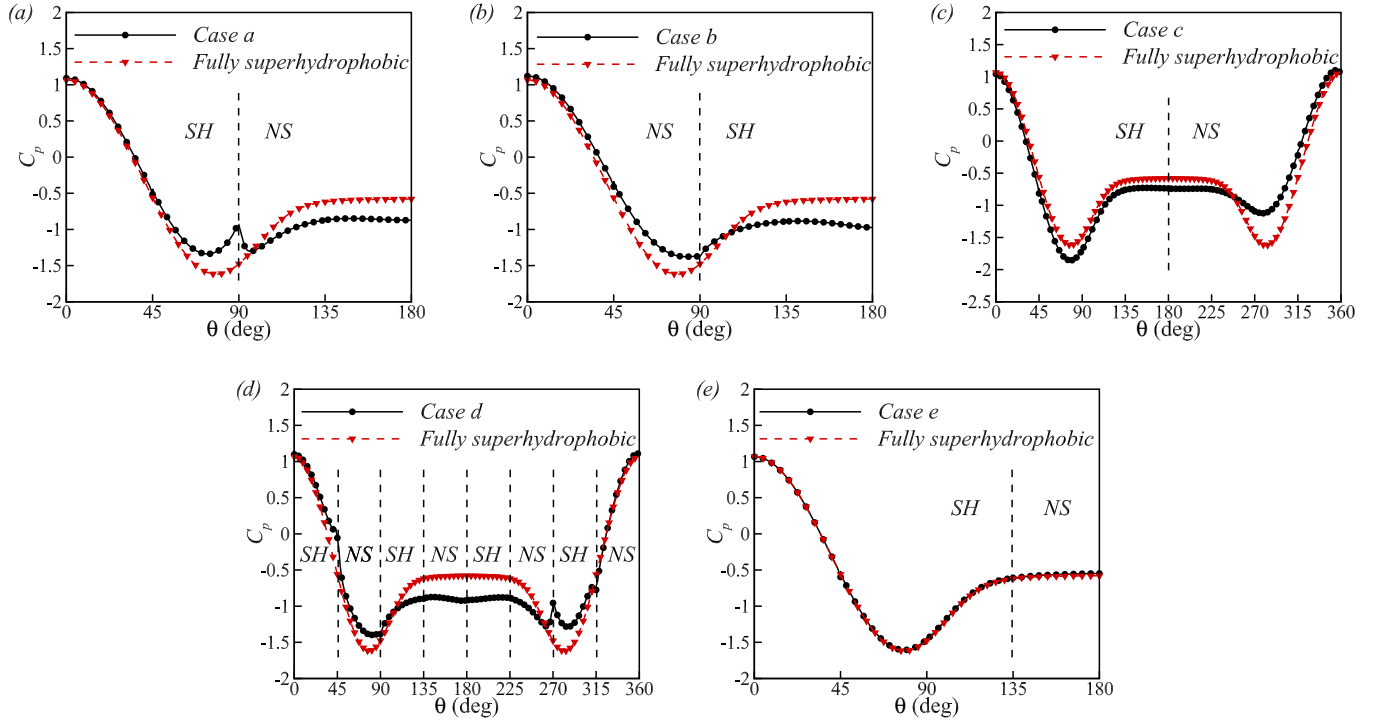 (a)
Case a
Fully superhydrophobic
SH
NS
C_p
2
1.5
1
0.5
0
-0.5
-1
-1.5
-2
0
45
90
135
180
θ (deg)
(b)
Case b
Fully superhydrophobic
NS
SH
C_p
2
1.5
1
0.5
0
-0.5
-1
-1.5
-2
0
45
90
135
180
θ (deg)
(c)
Case c
Fully superhydrophobic
SH
NS
C_p
2
1.5
1
0.5
0
-0.5
-1
-1.5
-2
-2.5
0
45
90
135
180
225
270
315
360
θ (deg)
(d)
Case d
Fully superhydrophobic
SH NS SH NS SH NS SH NS
C_p
2
1.5
1
0.5
0
-0.5
-1
-1.5
-2
0
45
90
135
180
225
270
315
360
θ (deg)
(e)
Case e
Fully superhydrophobic
SH
NS
C_p
2
1.5
1
0.5
0
-0.5
-1
-1.5
-2
0
45
90
135
180
θ (deg)